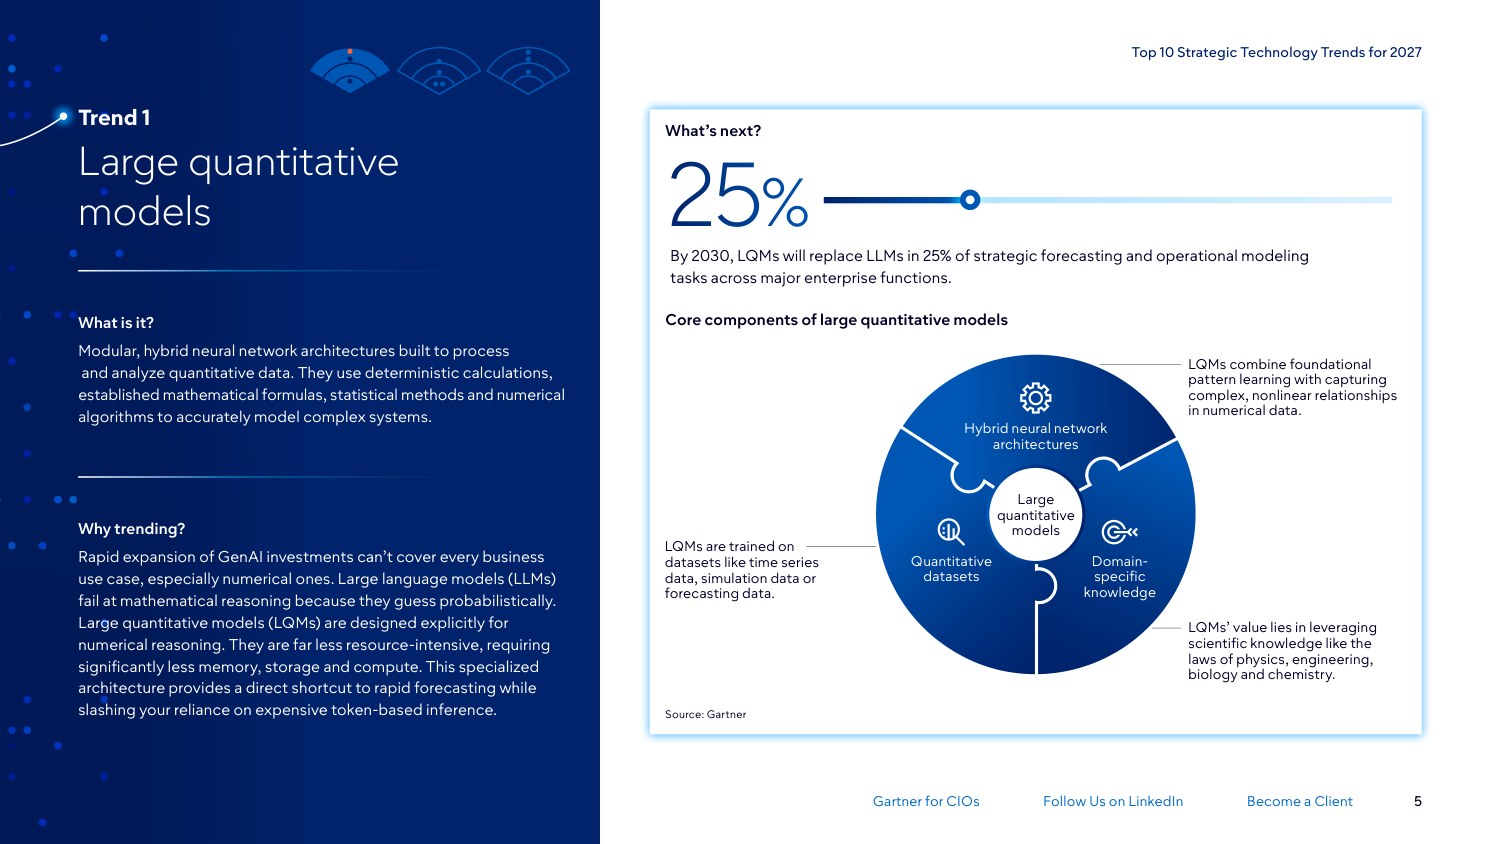 Trend 1
Large quantitative
models
What is it?
Modular, hybrid neural network architectures built to process
and analyze quantitative data. They use deterministic calculations,
established mathematical formulas, statistical methods and numerical
algorithms to accurately model complex systems.
Why trending?
Rapid expansion of GenAI investments can’t cover every business
use case, especially numerical ones. Large language models (LLMs)
fail at mathematical reasoning because they guess probabilistically.
Large quantitative models (LQMs) are designed explicitly for
numerical reasoning. They are far less resource-intensive, requiring
significantly less memory, storage and compute. This specialized
architecture provides a direct shortcut to rapid forecasting while
slashing your reliance on expensive token-based inference.
Top 10 Strategic Technology Trends for 2027
What’s next?
25%
By 2030, LQMs will replace LLMs in 25% of strategic forecasting and operational modeling
tasks across major enterprise functions.
Core components of large quantitative models
LQMs combine foundational
pattern learning with capturing
complex, nonlinear relationships
in numerical data.
Hybrid neural network
architectures
Large
quantitative
models
LQMs are trained on
datasets like time series
data, simulation data or
forecasting data.
Quantitative
datasets
Domain-
specific
knowledge
LQMs’ value lies in leveraging
scientific knowledge like the
laws of physics, engineering,
biology and chemistry.
Source: Gartner
Gartner for CIOs
Follow Us on LinkedIn
Become a Client
5